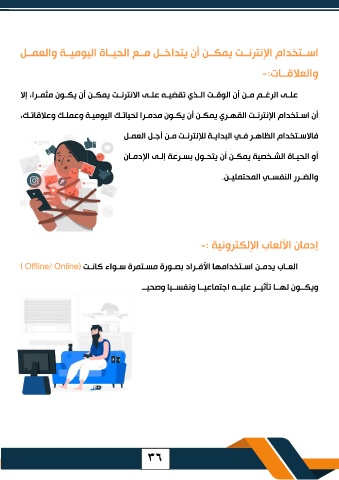 استخدام الإنترنت يمكن أن يتداخل مع الحياة اليومية والعمل
والعلاقات:-
على الرغم من أن الوقت الذي تقضيه على الانترنت يمكن أن يكون مثمرا، إلا
أن استخدام الإنترنت القهري يمكن أن يكون مدمرا لحياتك اليومية وعملك وعلاقاتك،
فالاستخدام الظاهر في البداية للإنترنت من أجل العمل
أو الحياة الشخصية يمكن أن يتحول بسرعة إلى الإدمان
والضرر النفسي المحتملين.
إدمان الألعاب الإلكترونية :-
العاب يدمن استخدامها الأفراد بصورة مستمرة سواء كانت (Offline/ Online )
ويكون لها تأثير عليه اجتماعيا ونفسيا وصحيـ
٣٦